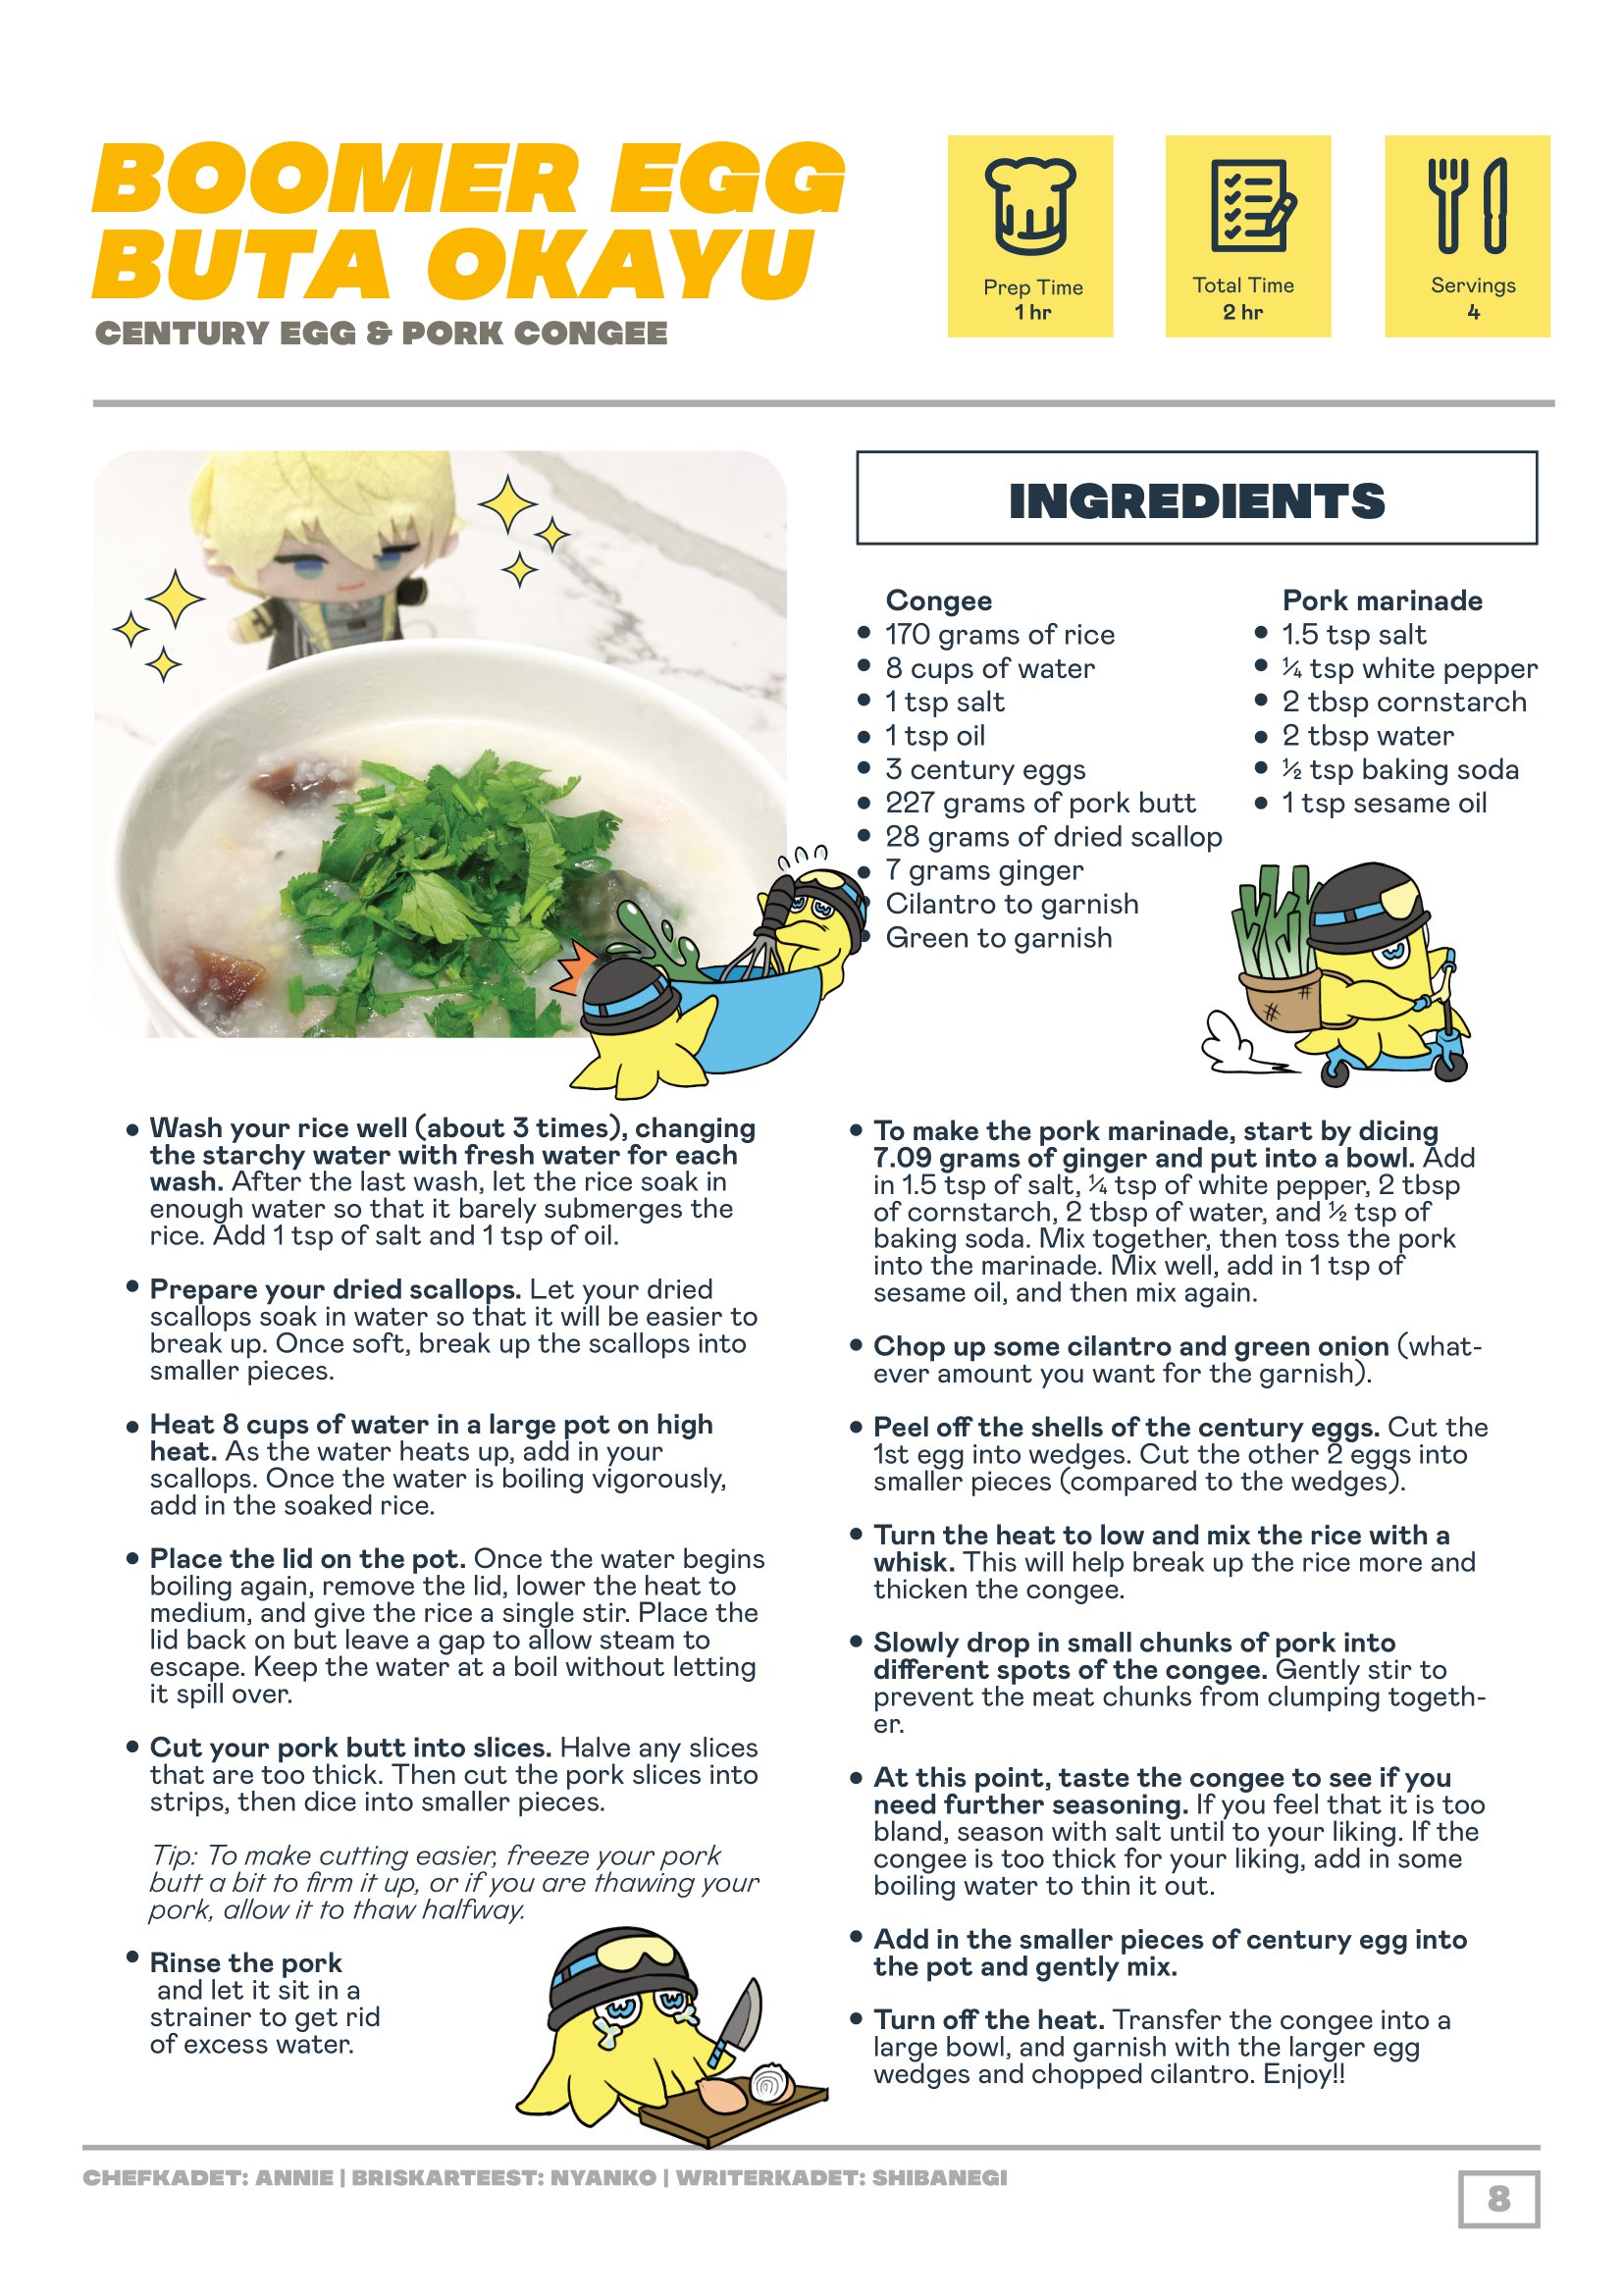 BOOMER EGG
BUTA OKAYU
CENTURY EGG & PORK CONGEE
Prep Time
1 hr
Total Time
2 hr
Servings
4
INGREDIENTS
Congee
• 170 grams of rice
• 8 cups of water
• 1 tsp salt
• 1 tsp oil
• 3 century eggs
• 227 grams of pork butt
• 28 grams of dried scallop
• 7 grams ginger
• Cilantro to garnish
• Green to garnish
Pork marinade
• 1.5 tsp salt
• ¼ tsp white pepper
• 2 tbsp cornstarch
• 2 tbsp water
• ½ tsp baking soda
• 1 tsp sesame oil
• Wash your rice well (about 3 times), changing
the starchy water with fresh water for each
wash. After the last wash, let the rice soak in
enough water so that it barely submerges the
rice. Add 1 tsp of salt and 1 tsp of oil.
• Prepare your dried scallops. Let your dried
scallops soak in water so that it will be easier to
break up. Once soft, break up the scallops into
smaller pieces.
• Heat 8 cups of water in a large pot on high
heat. As the water heats up, add in your
scallops. Once the water is boiling vigorously,
add in the soaked rice.
• Place the lid on the pot. Once the water begins
boiling again, remove the lid, lower the heat to
medium, and give the rice a single stir. Place the
lid back on but leave a gap to allow steam to
escape. Keep the water at a boil without letting
it spill over.
• Cut your pork butt into slices. Halve any slices
that are too thick. Then cut the pork slices into
strips, then dice into smaller pieces.
Tip: To make cutting easier, freeze your pork
butt a bit to firm it up, or if you are thawing your
pork, allow it to thaw halfway.
• Rinse the pork
and let it sit in a
strainer to get rid
of excess water.
• To make the pork marinade, start by dicing
7.09 grams of ginger and put into a bowl. Add
in 1.5 tsp of salt, ¼ tsp of white pepper, 2 tbsp
of cornstarch, 2 tbsp of water, and ½ tsp of
baking soda. Mix together, then toss the pork
into the marinade. Mix well, add in 1 tsp of
sesame oil, and then mix again.
• Chop up some cilantro and green onion (what-
ever amount you want for the garnish).
• Peel off the shells of the century eggs. Cut the
1st egg into wedges. Cut the other 2 eggs into
smaller pieces (compared to the wedges).
• Turn the heat to low and mix the rice with a
whisk. This will help break up the rice more and
thicken the congee.
• Slowly drop in small chunks of pork into
different spots of the congee. Gently stir to
prevent the meat chunks from clumping togeth-
er.
• At this point, taste the congee to see if you
need further seasoning. If you feel that it is too
bland, season with salt until to your liking. If the
congee is too thick for your liking, add in some
boiling water to thin it out.
• Add in the smaller pieces of century egg into
the pot and gently mix.
• Turn off the heat. Transfer the congee into a
large bowl, and garnish with the larger egg
wedges and chopped cilantro. Enjoy!!
CHEFKADET: ANNIE | BRISKARTEEST: NYANKO | WRITERKADET: SHIBANEGI
8